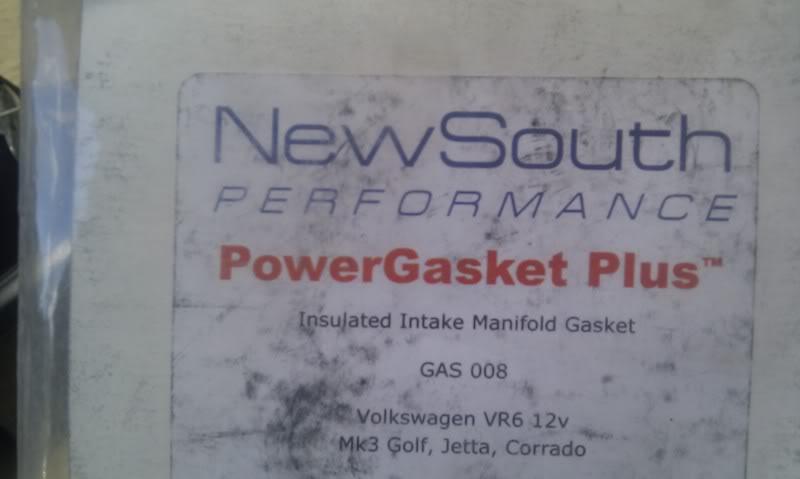 NewSouth
PERFORMANCE
PowerGasket Plus™
Insulated Intake Manifold Gasket
GAS 008
Volkswagen VR6 12v
Mk3 Golf, Jetta, Corrado